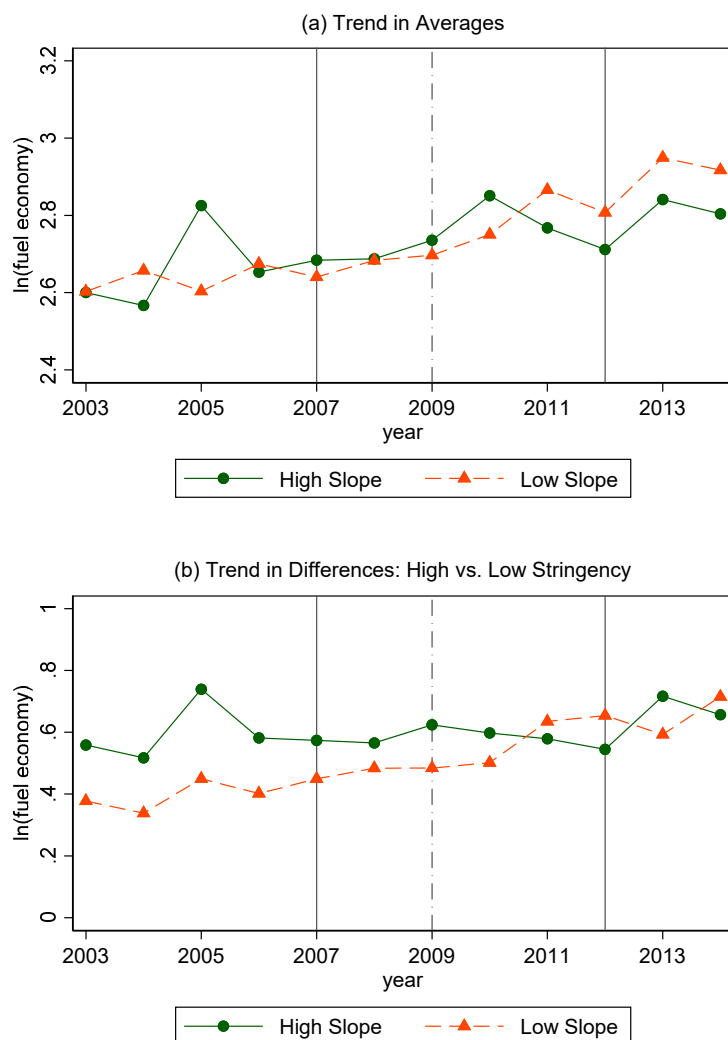 (a) Trend in Averages
3.2
3
2.8
2.6
2.4
ln(fuel economy)
2003 2005 2007 2009 2011 2013
year
High Slope Low Slope
(b) Trend in Differences: High vs. Low Stringency
1
.8
.6
.4
.2
0
ln(fuel economy)
2003 2005 2007 2009 2011 2013
year
High Slope Low Slope